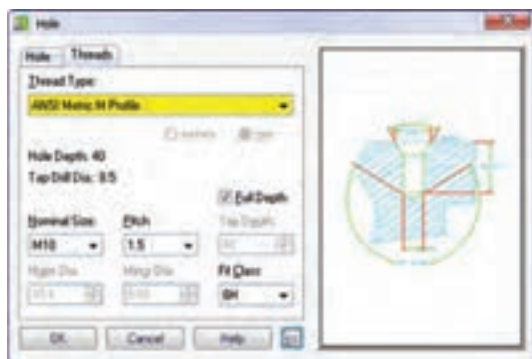 Hole
Hole Threads
Thread Type:
ANSI Metric M Profile
Hole Depth: 40
Tap Drill Dia.: 8.5
Full Depth
Nominal Size: Pitch
M10 1.5
Fit Class
6H
OK Cancel Help